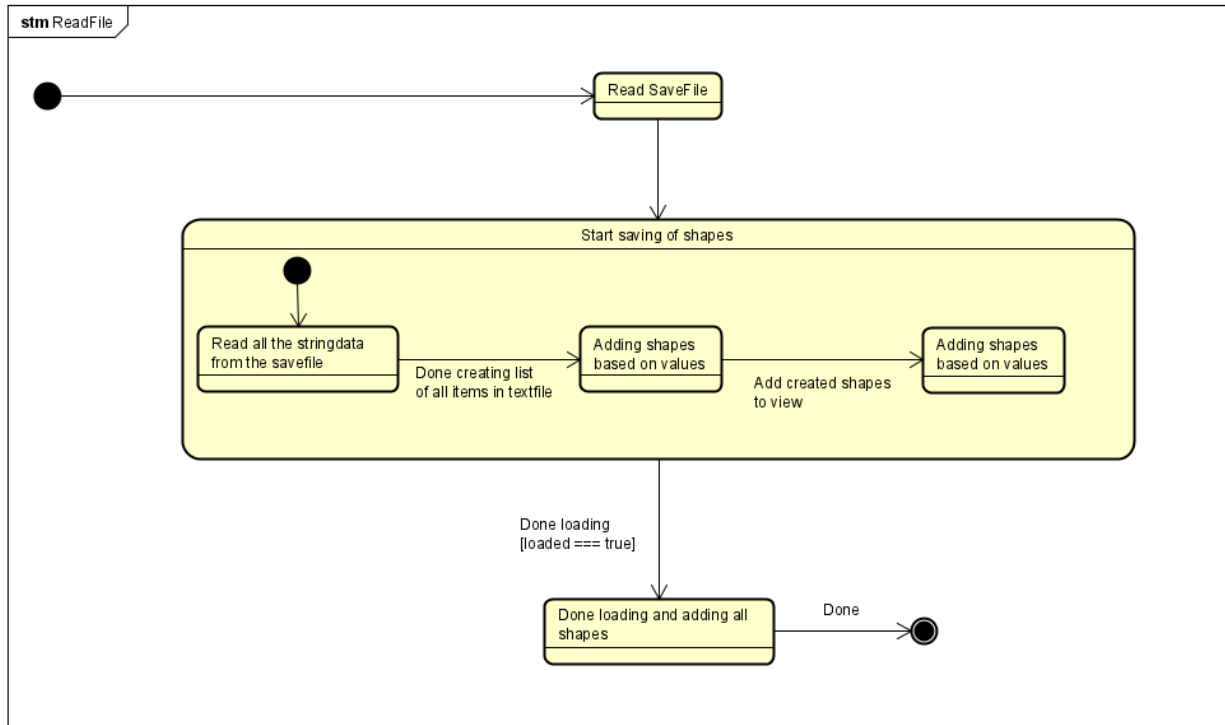 stm ReadFile
Read SaveFile
Start saving of shapes
Read all the stringdata
from the savefile
Done creating list
of all items in textfile
Adding shapes
based on values
Add created shapes
to view
Adding shapes
based on values
Done loading
[loaded === true]
Done loading and adding all
shapes
Done